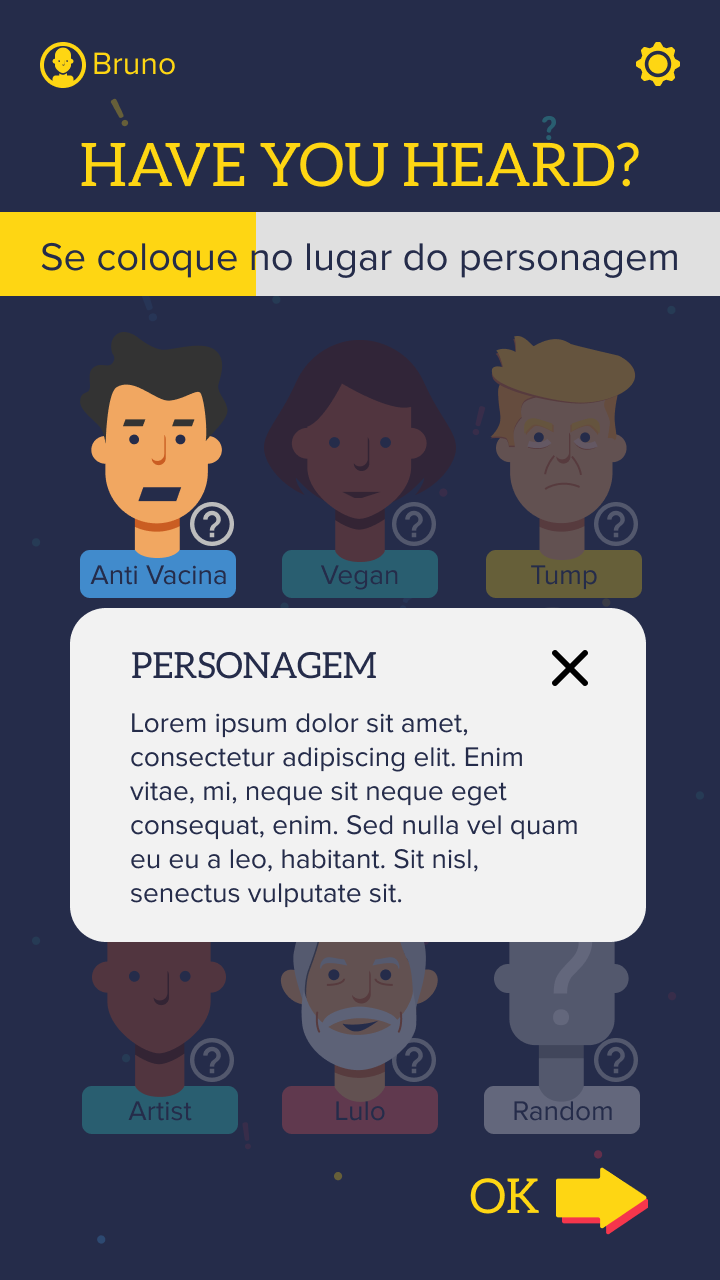 Bruno
HAVE YOU HEARD?
Se coloque no lugar do personagem
Anti Vacina
Vegan
Tump
PERSONAGEM
Lorem ipsum dolor sit amet,
consectetur adipiscing elit. Enim
vitae, mi, neque sit neque eget
consequat, enim. Sed nulla vel quam
eu eu a leo, habitant. Sit nisl,
senectus vulputate sit.
Artist
Lulo
Random
OK